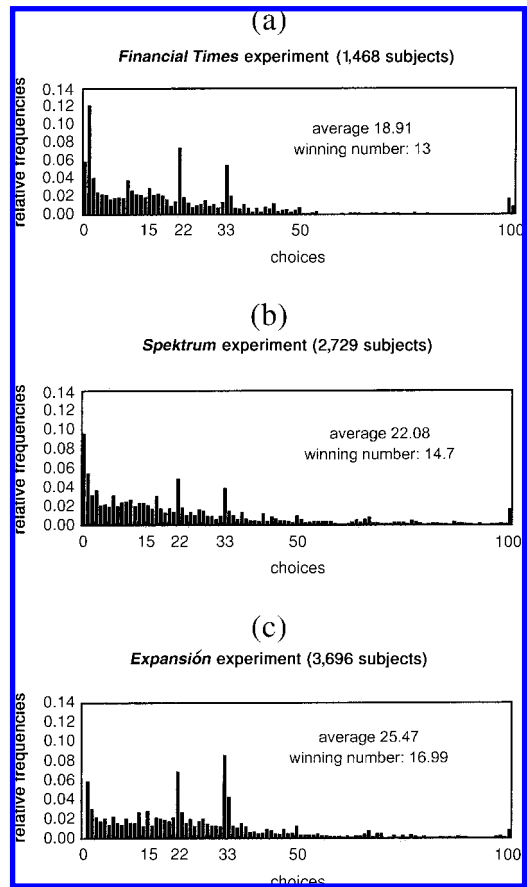 (a)
Financial Times experiment (1,468 subjects)
relative frequencies
0.14
0.12
0.10
0.08
0.06
0.04
0.02
0.00
average 18.91
winning number: 13
0 15 22 33 50 100
choices
(b)
Spektrum experiment (2,729 subjects)
relative frequencies
0.14
0.12
0.10
0.08
0.06
0.04
0.02
0.00
average 22.08
winning number: 14.7
0 15 22 33 50 100
choices
(c)
Expansión experiment (3,696 subjects)
relative frequencies
0.14
0.12
0.10
0.08
0.06
0.04
0.02
0.00
average 25.47
winning number: 16.99
0 15 22 33 50 100
choices